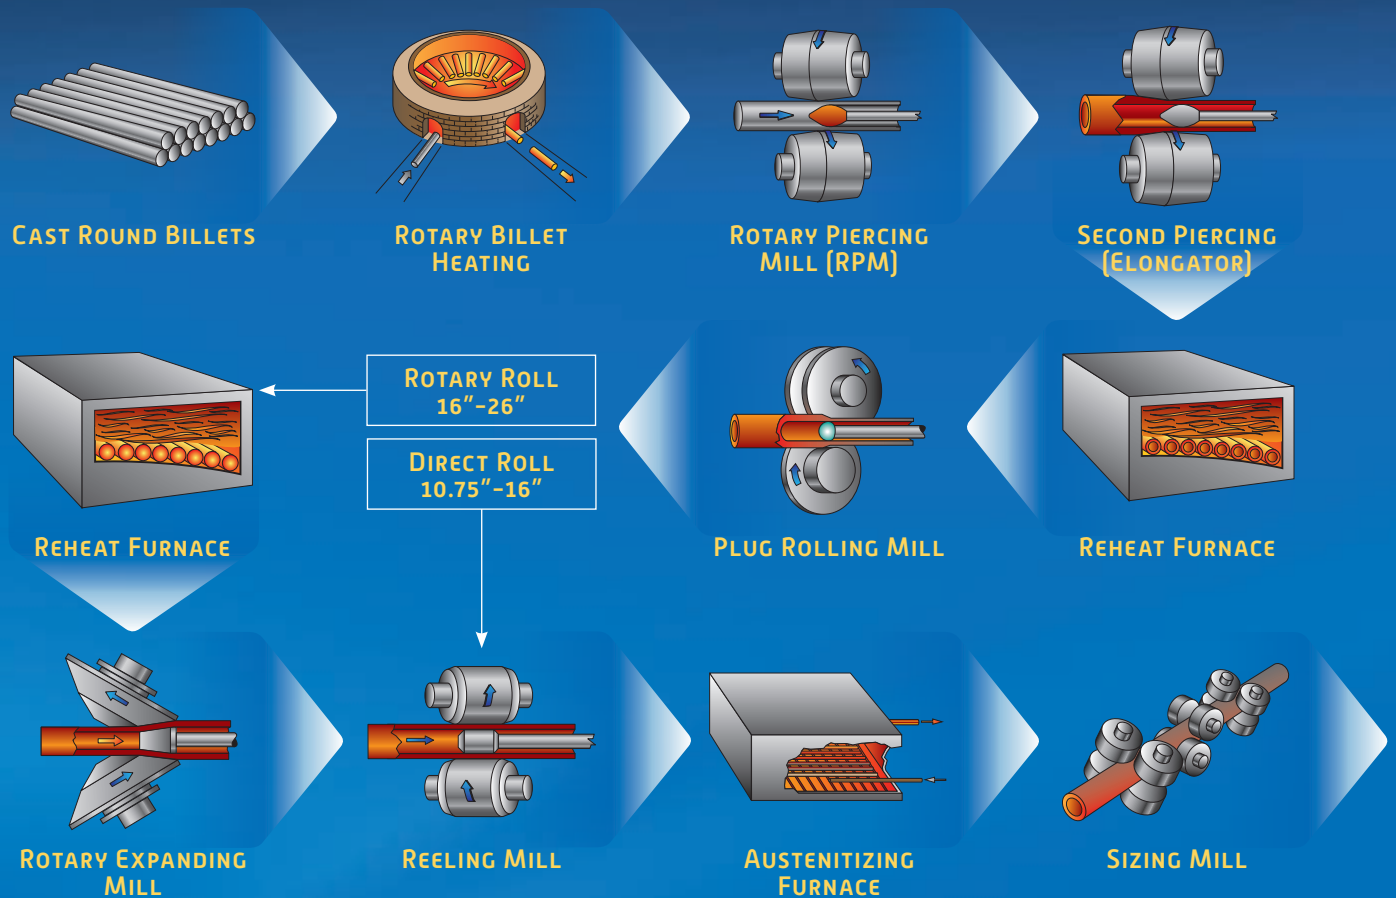 Cast Round Billets
Rotary Billet
Heating
Rotary Piercing
Mill (RPM)
Second Piercing
(Elongator)
Rotary Roll
16"-26"
Direct Roll
10.75"-16"
Reheat Furnace
Plug Rolling Mill
Reheat Furnace
Rotary Expanding
Mill
Reeling Mill
Austenitizing
Furnace
Sizing Mill